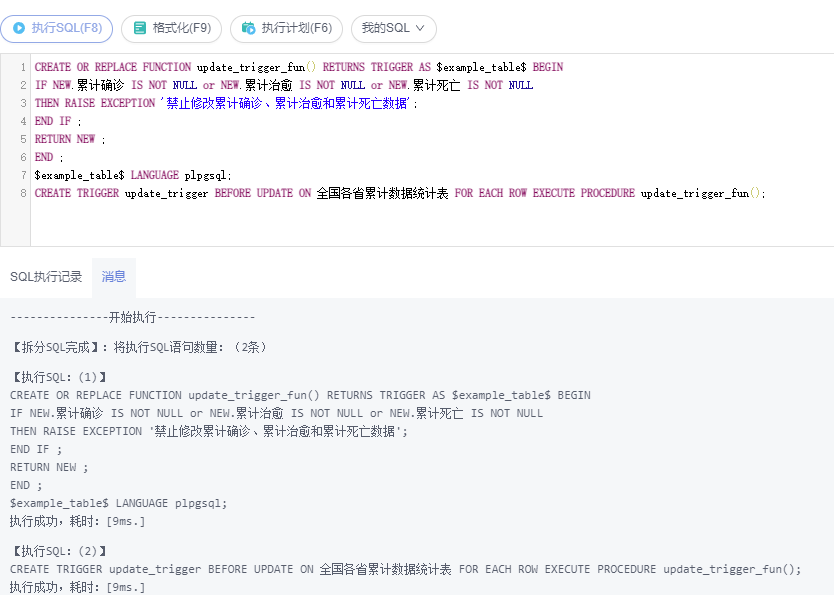 执行SQL(F8) 格式化(F9) 执行计划(F6) 我的SQL
1 CREATE OR REPLACE FUNCTION update_trigger_fun() RETURNS TRIGGER AS $example_table$ BEGIN
2 IF NEW.累计确诊 IS NOT NULL or NEW.累计治愈 IS NOT NULL or NEW.累计死亡 IS NOT NULL
3 THEN RAISE EXCEPTION '禁止修改累计确诊、累计治愈和累计死亡数据';
4 END IF ;
5 RETURN NEW ;
6 END ;
7 $example_table$ LANGUAGE plpgsql;
8 CREATE TRIGGER update_trigger BEFORE UPDATE ON 全国各省累计数据统计表 FOR EACH ROW EXECUTE PROCEDURE update_trigger_fun();
SQL执行记录 消息
---------------开始执行---------------
【拆分SQL完成】：将执行SQL语句数量：（2条）
【执行SQL：(1)】
CREATE OR REPLACE FUNCTION update_trigger_fun() RETURNS TRIGGER AS $example_table$ BEGIN
IF NEW.累计确诊 IS NOT NULL or NEW.累计治愈 IS NOT NULL or NEW.累计死亡 IS NOT NULL
THEN RAISE EXCEPTION '禁止修改累计确诊、累计治愈和累计死亡数据';
END IF ;
RETURN NEW ;
END ;
$example_table$ LANGUAGE plpgsql;
执行成功，耗时：[9ms.]
【执行SQL：(2)】
CREATE TRIGGER update_trigger BEFORE UPDATE ON 全国各省累计数据统计表 FOR EACH ROW EXECUTE PROCEDURE update_trigger_fun();
执行成功，耗时：[9ms.]